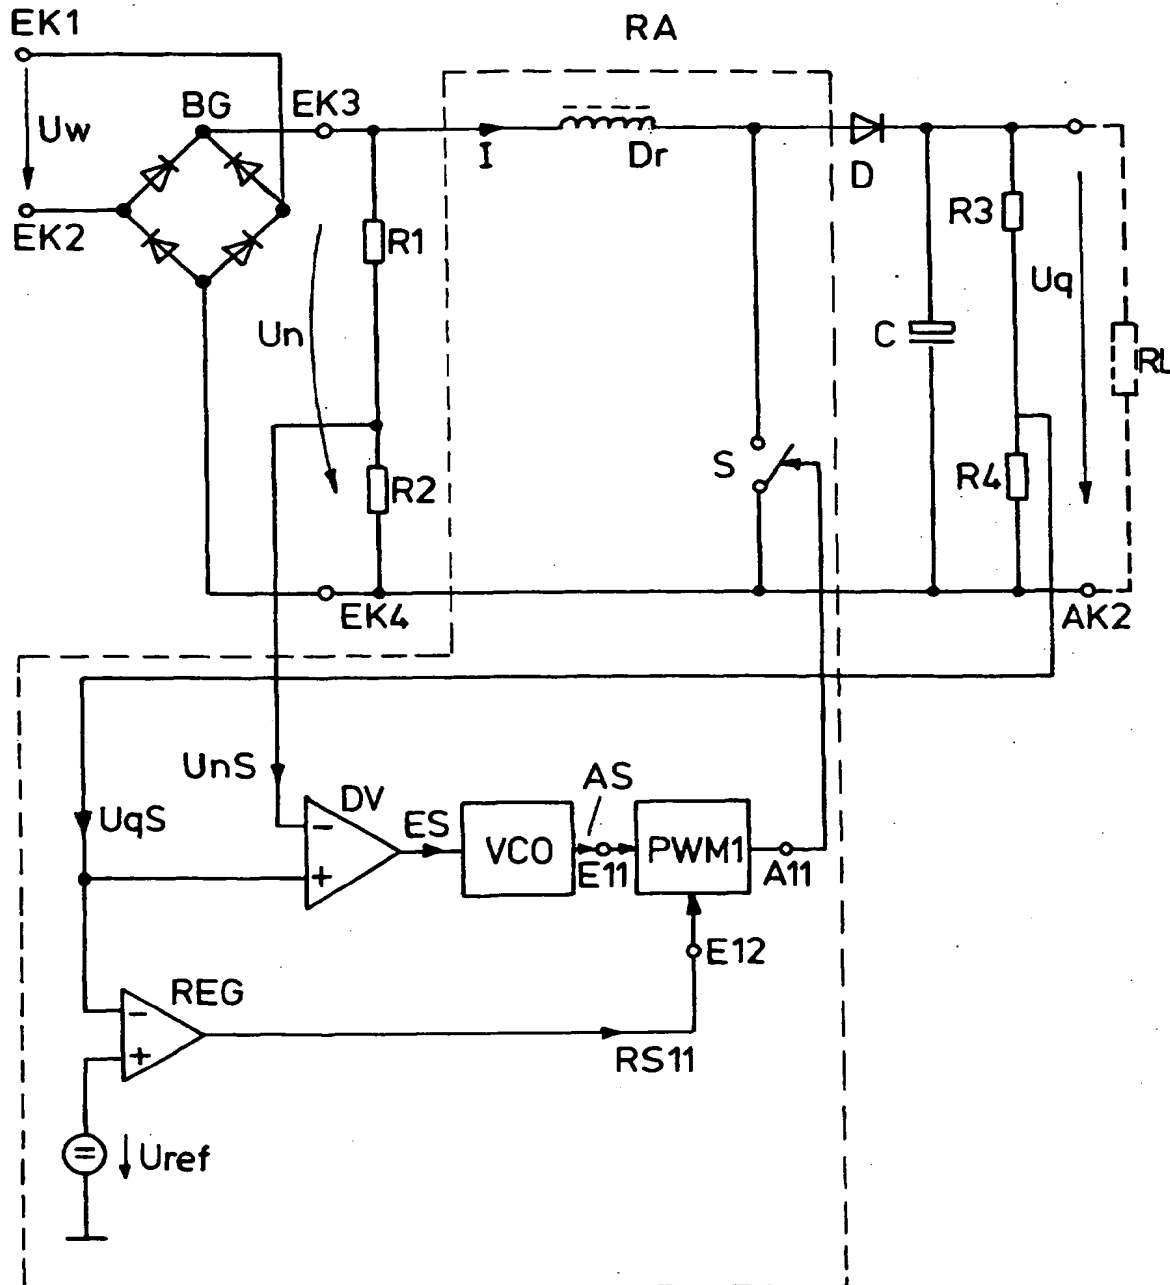 EK1
RA
BG
EK3
Uw
I
Dr
D
R3
EK2
R1
Uq
Un
C
RL
S
R4
R2
EK4
AK2
UnS
AS
DV
UqS
ES
VCO
PWM1
-
+
E11
A11
E12
REG
-
+
RS11
=
Uref